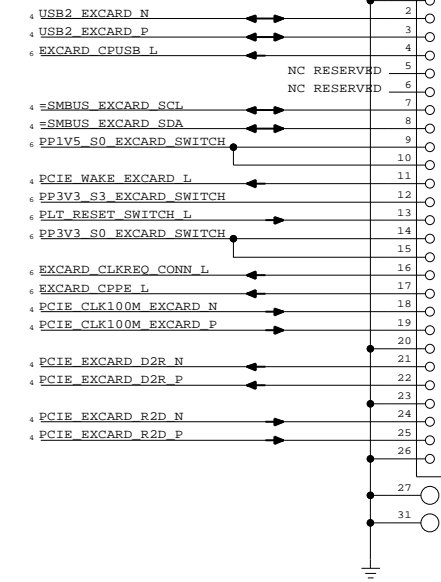 4 USB2_EXCARD_N 2
4 USB2_EXCARD_P 3
6 EXCARD_CPUSB_L 4
NC RESERVED 5
NC RESERVED 6
4 =SMBUS_EXCARD_SCL 7
4 =SMBUS_EXCARD_SDA 8
6 PP1V5_S0_EXCARD_SWITCH 9
10
4 PCIE_WAKE_EXCARD_L 11
6 PP3V3_S3_EXCARD_SWITCH 12
6 PLT_RESET_SWITCH_L 13
6 PP3V3_S0_EXCARD_SWITCH 14
15
6 EXCARD_CLKREQ_CONN_L 16
6 EXCARD_CPPE_L 17
4 PCIE_CLK100M_EXCARD_N 18
4 PCIE_CLK100M_EXCARD_P 19
20
4 PCIE_EXCARD_D2R_N 21
4 PCIE_EXCARD_D2R_P 22
23
4 PCIE_EXCARD_R2D_N 24
4 PCIE_EXCARD_R2D_P 25
26
27
31